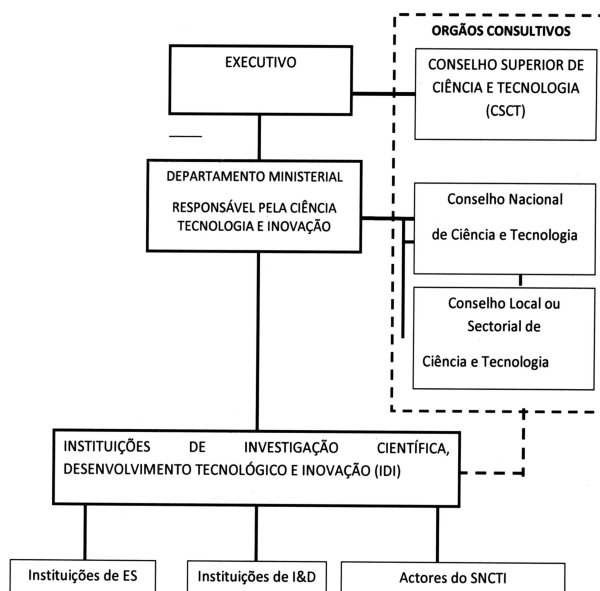 ORGÃOS CONSULTIVOS
EXECUTIVO
CONSELHO SUPERIOR DE
CIÊNCIA E TECNOLOGIA
(CSCT)
DEPARTAMENTO MINISTERIAL
RESPONSÁVEL PELA CIÊNCIA
TECNOLOGIA E INOVAÇÃO
Conselho Nacional
de Ciência e Tecnologia
Conselho Local ou
Sectorial de
Ciência e Tecnologia
INSTITUIÇÕES DE INVESTIGAÇÃO CIENTÍFICA,
DESENVOLVIMENTO TECNOLÓGICO E INOVAÇÃO (IDI)
Instituições de ES
Instituições de I&D
Actores do SNCTI